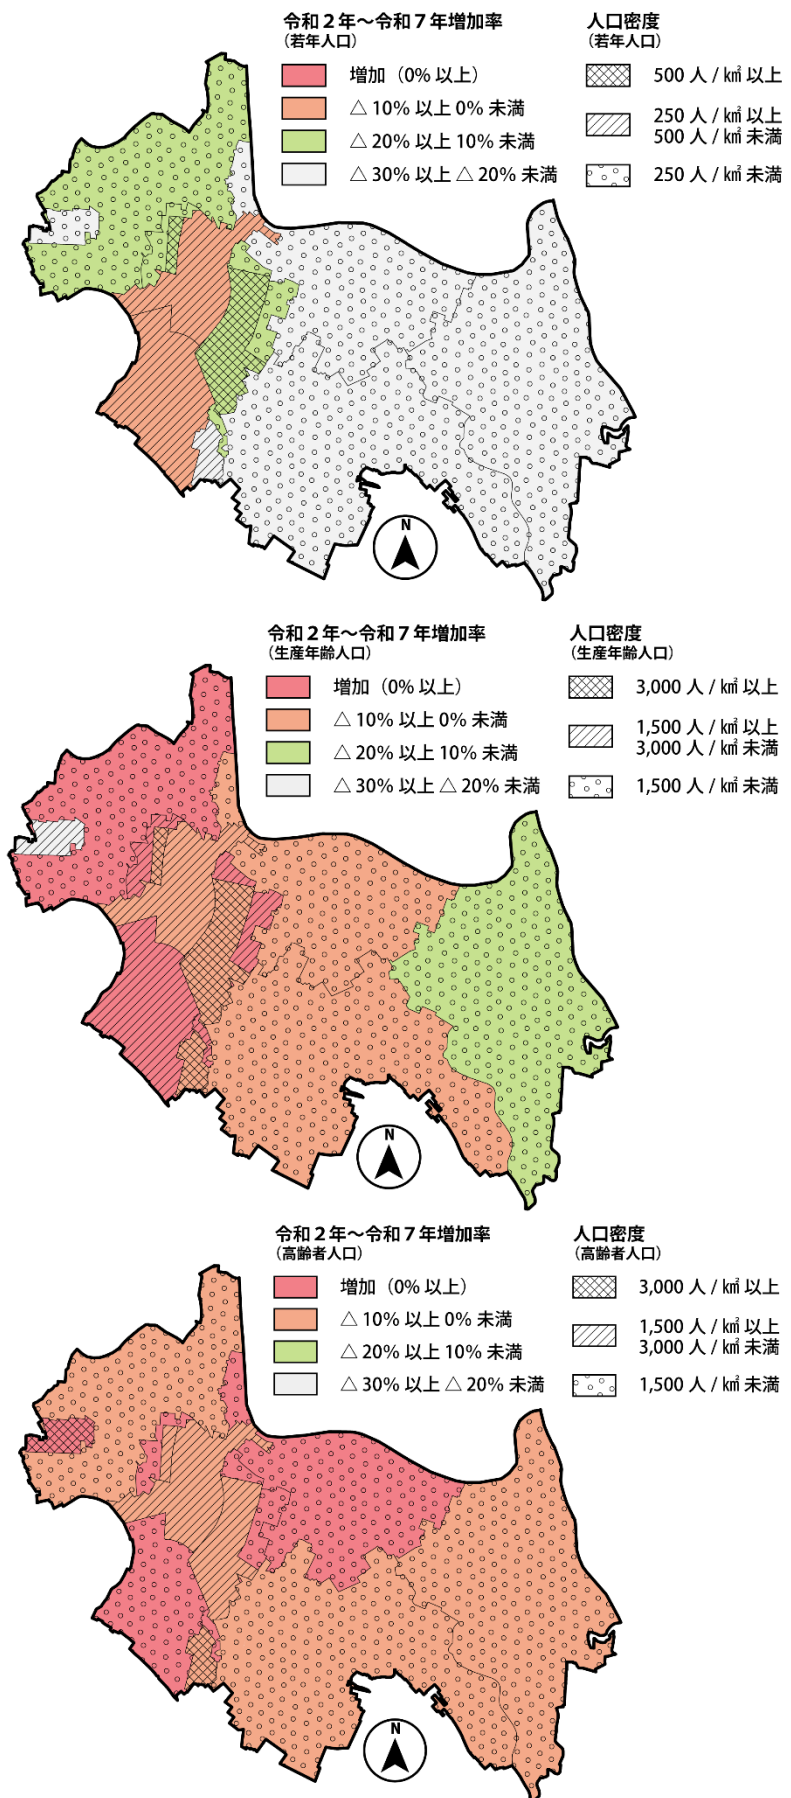 令和２年～令和７年増加率
（若年人口）
増加（0% 以上）
△ 10% 以上 0% 未満
△ 20% 以上 10% 未満
△ 30% 以上 △ 20% 未満
人口密度
（若年人口）
500 人 / ㎢ 以上
250 人 / ㎢ 以上
500 人 / ㎢ 未満
250 人 / ㎢ 未満
N
令和２年～令和７年増加率
（生産年齢人口）
増加（0% 以上）
△ 10% 以上 0% 未満
△ 20% 以上 10% 未満
△ 30% 以上 △ 20% 未満
人口密度
（生産年齢人口）
3,000 人 / ㎢ 以上
1,500 人 / ㎢ 以上
3,000 人 / ㎢ 未満
1,500 人 / ㎢ 未満
N
令和２年～令和７年増加率
（高齢者人口）
増加（0% 以上）
△ 10% 以上 0% 未満
△ 20% 以上 10% 未満
△ 30% 以上 △ 20% 未満
人口密度
（高齢者人口）
3,000 人 / ㎢ 以上
1,500 人 / ㎢ 以上
3,000 人 / ㎢ 未満
1,500 人 / ㎢ 未満
N